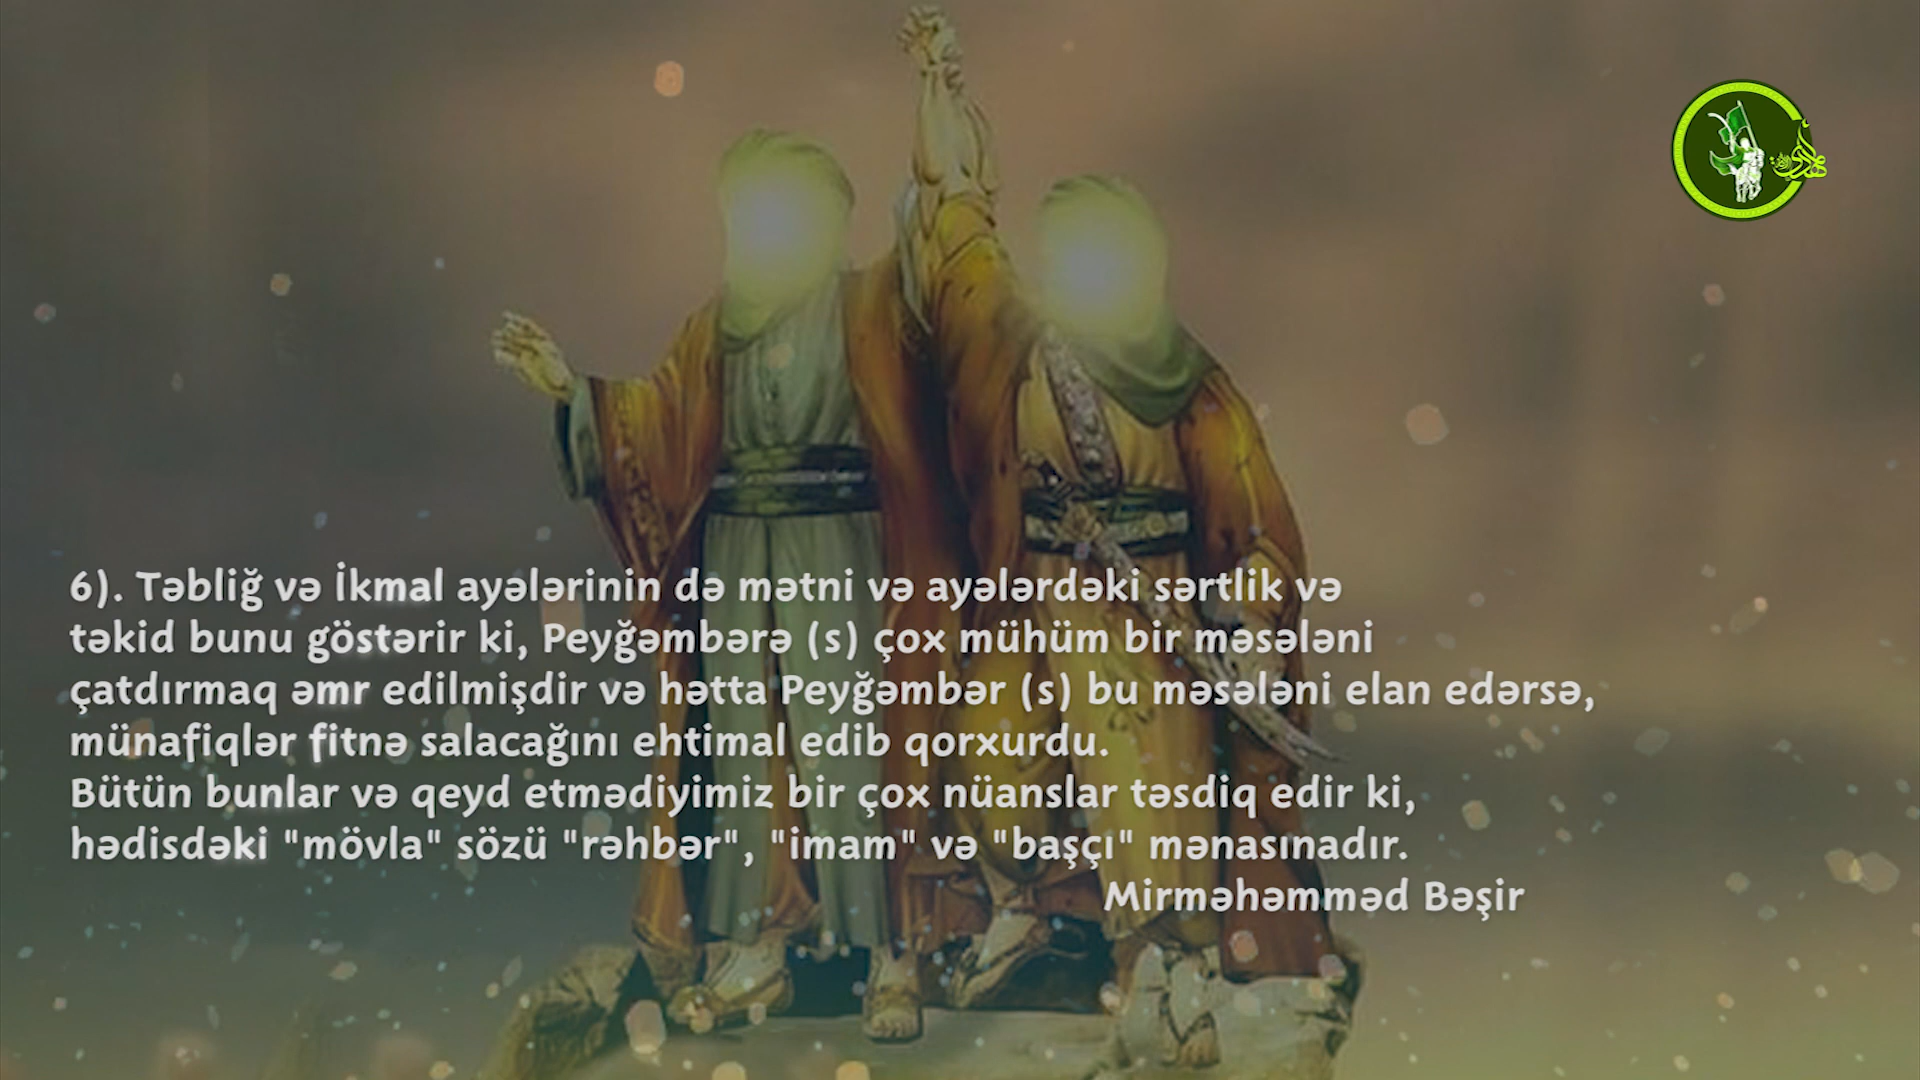 6). Təbliğ və İkmal ayələrinin də mətni və ayələrdəki sərtlik və
təkid bunu göstərir ki, Peyğəmbərə (s) çox mühüm bir məsələni
çatdırmaq əmr edilmişdir və hətta Peyğəmbər (s) bu məsələni elan edərsə,
münafiqlər fitnə salacağını ehtimal edib qorxurdu.
Bütün bunlar və qeyd etmədiyimiz bir çox nüanslar təsdiq edir ki,
hədisdəki "mövla" sözü "rəhbər", "imam" və "başçı" mənasınadır.
Mirməhəmməd Bəşir